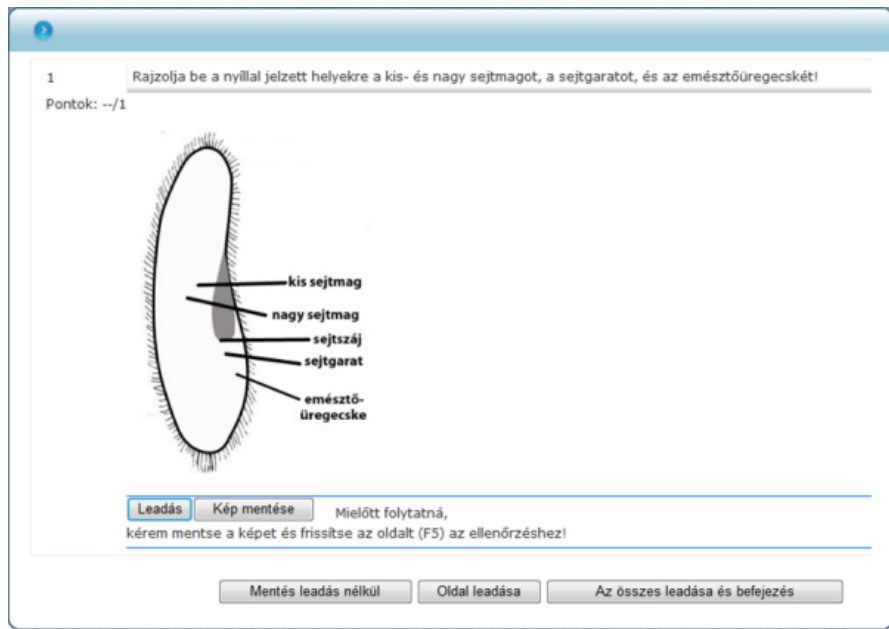 1 Rajzolja be a nyíllal jelzett helyekre a kis- és nagy sejtmagot, a sejtgaratot, és az emésztőüregecskét!
Pontok: --/1
kis sejtmag
nagy sejtmag
sejtszáj
sejtgarat
emésztő-
üregecske
Leadás Kép mentése Mielőtt folytatná,
kérem mentse a képet és frissítse az oldalt (F5) az ellenőrzéshez!
Mentés leadás nélkül Oldal leadása Az összes leadása és befejezés